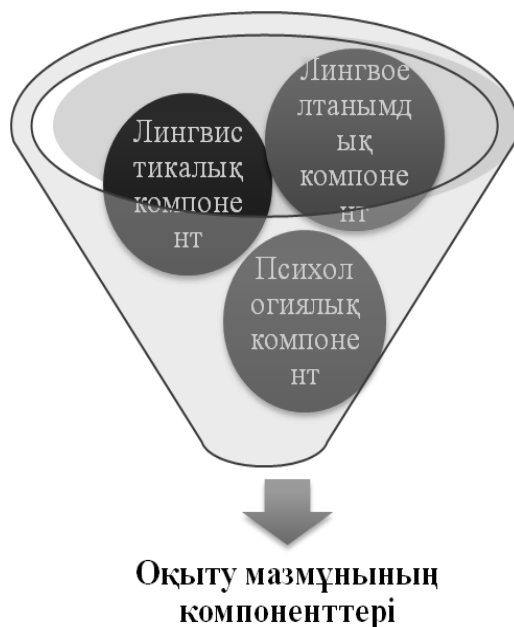 Лингвис
тикалық
компоне
нт
Лингвое
лтанымд
ық
компоне
нт
Психол
огиялық
компоне
нт
Оқыту мазмұнының
компоненттері